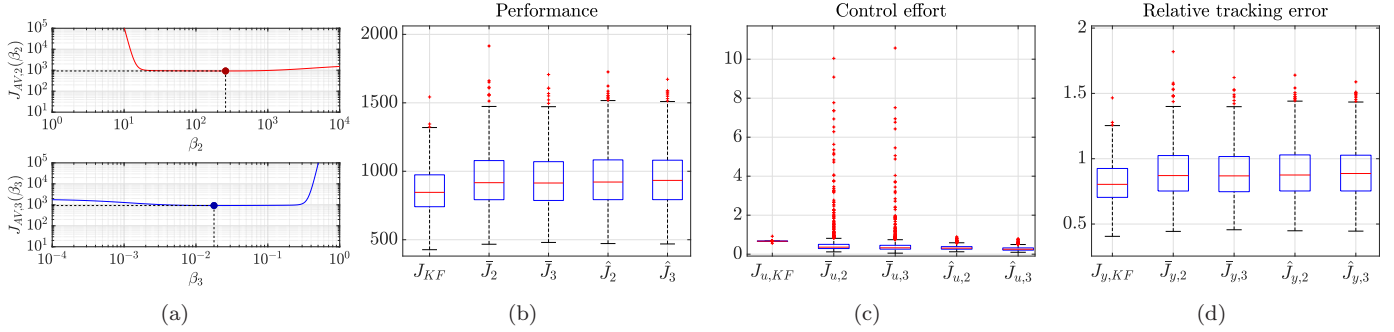 Performance
Control effort
Relative tracking error
J_{AV,2}(β_2)
10^5
10^4
10^3
10^2
10^1
10^0 10^1 10^2 10^3 10^4
β_2
J_{AV,3}(β_3)
10^5
10^4
10^3
10^2
10^1
10^{-4} 10^{-3} 10^{-2} 10^{-1} 10^0
β_3
(a)
2000
1500
1000
500
J_{KF} J̄_2 J̄_3 Ĵ_2 Ĵ_3
(b)
10
8
6
4
2
0
J_{u,KF} J̄_{u,2} J̄_{u,3} Ĵ_{u,2} Ĵ_{u,3}
(c)
2
1.5
1
0.5
J_{y,KF} J̄_{y,2} J̄_{y,3} Ĵ_{y,2} Ĵ_{y,3}
(d)